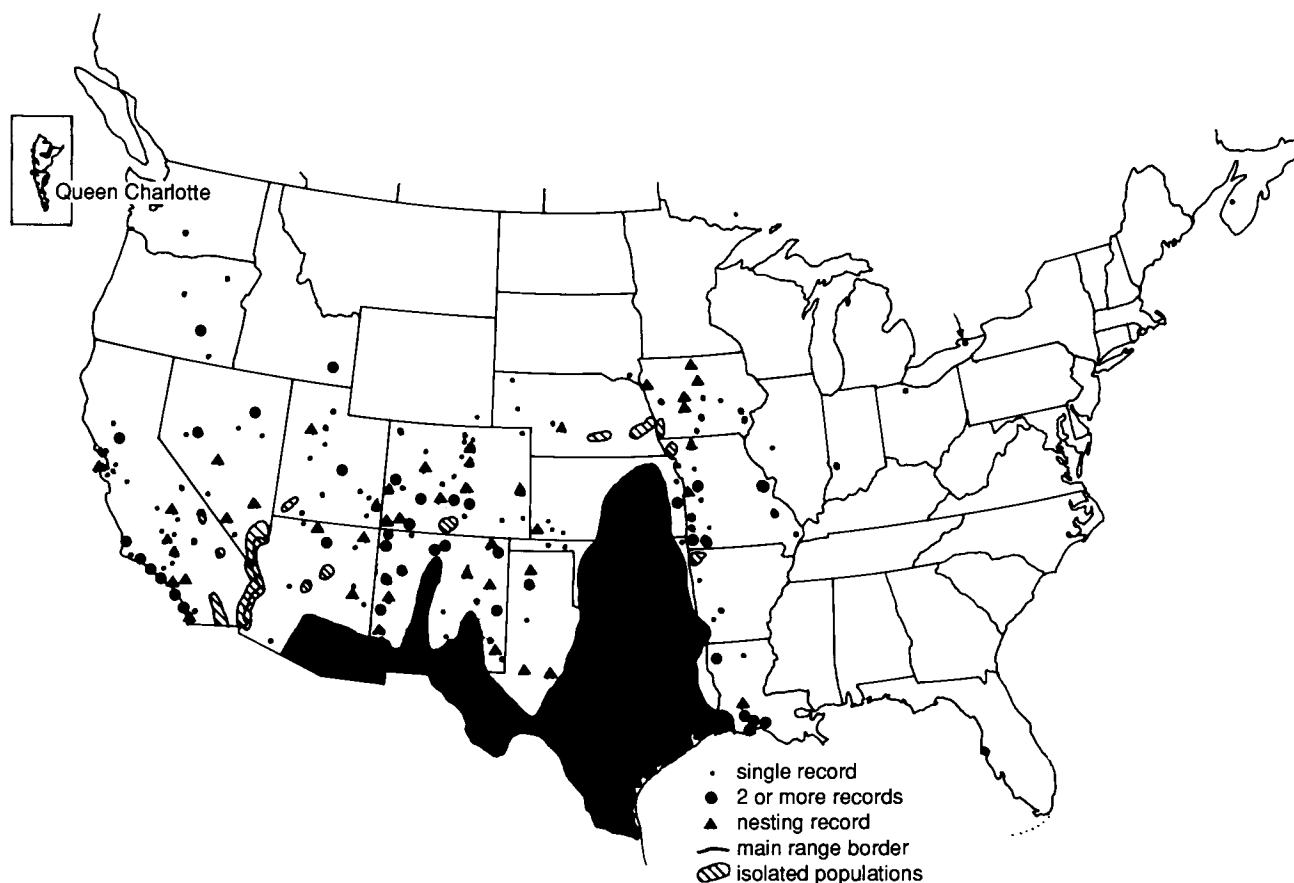 Queen Charlotte
single record
2 or more records
nesting record
main range border
isolated populations